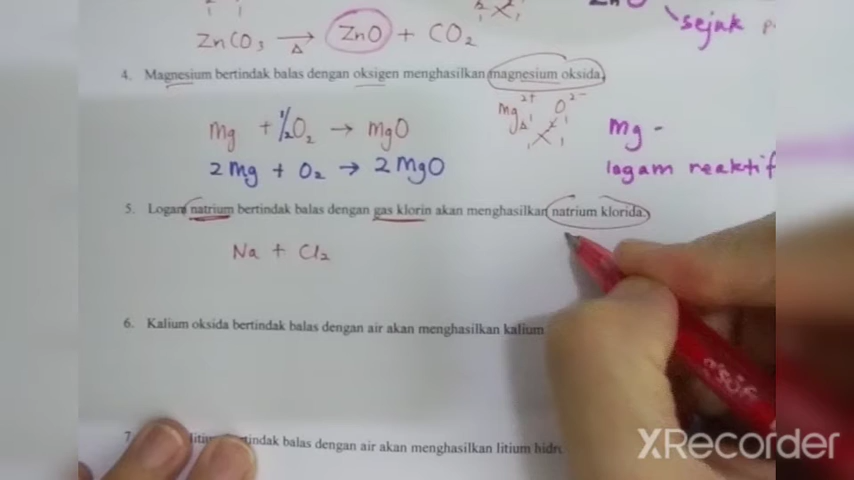 ZnCO₃ →Δ ZnO + CO₂
sejak
4. Magnesium bertindak balas dengan oksigen menghasilkan magnesium oksida.
Mg²⁺ O²⁻
Mg + ½O₂ → MgO
Mg -
2Mg + O₂ → 2MgO
logam reaktif
5. Logam natrium bertindak balas dengan gas klorin akan menghasilkan natrium klorida.
Na + Cl₂
6. Kalium oksida bertindak balas dengan air akan menghasilkan kalium
7 bertindak balas dengan air akan menghasilkan litium
XRecorder